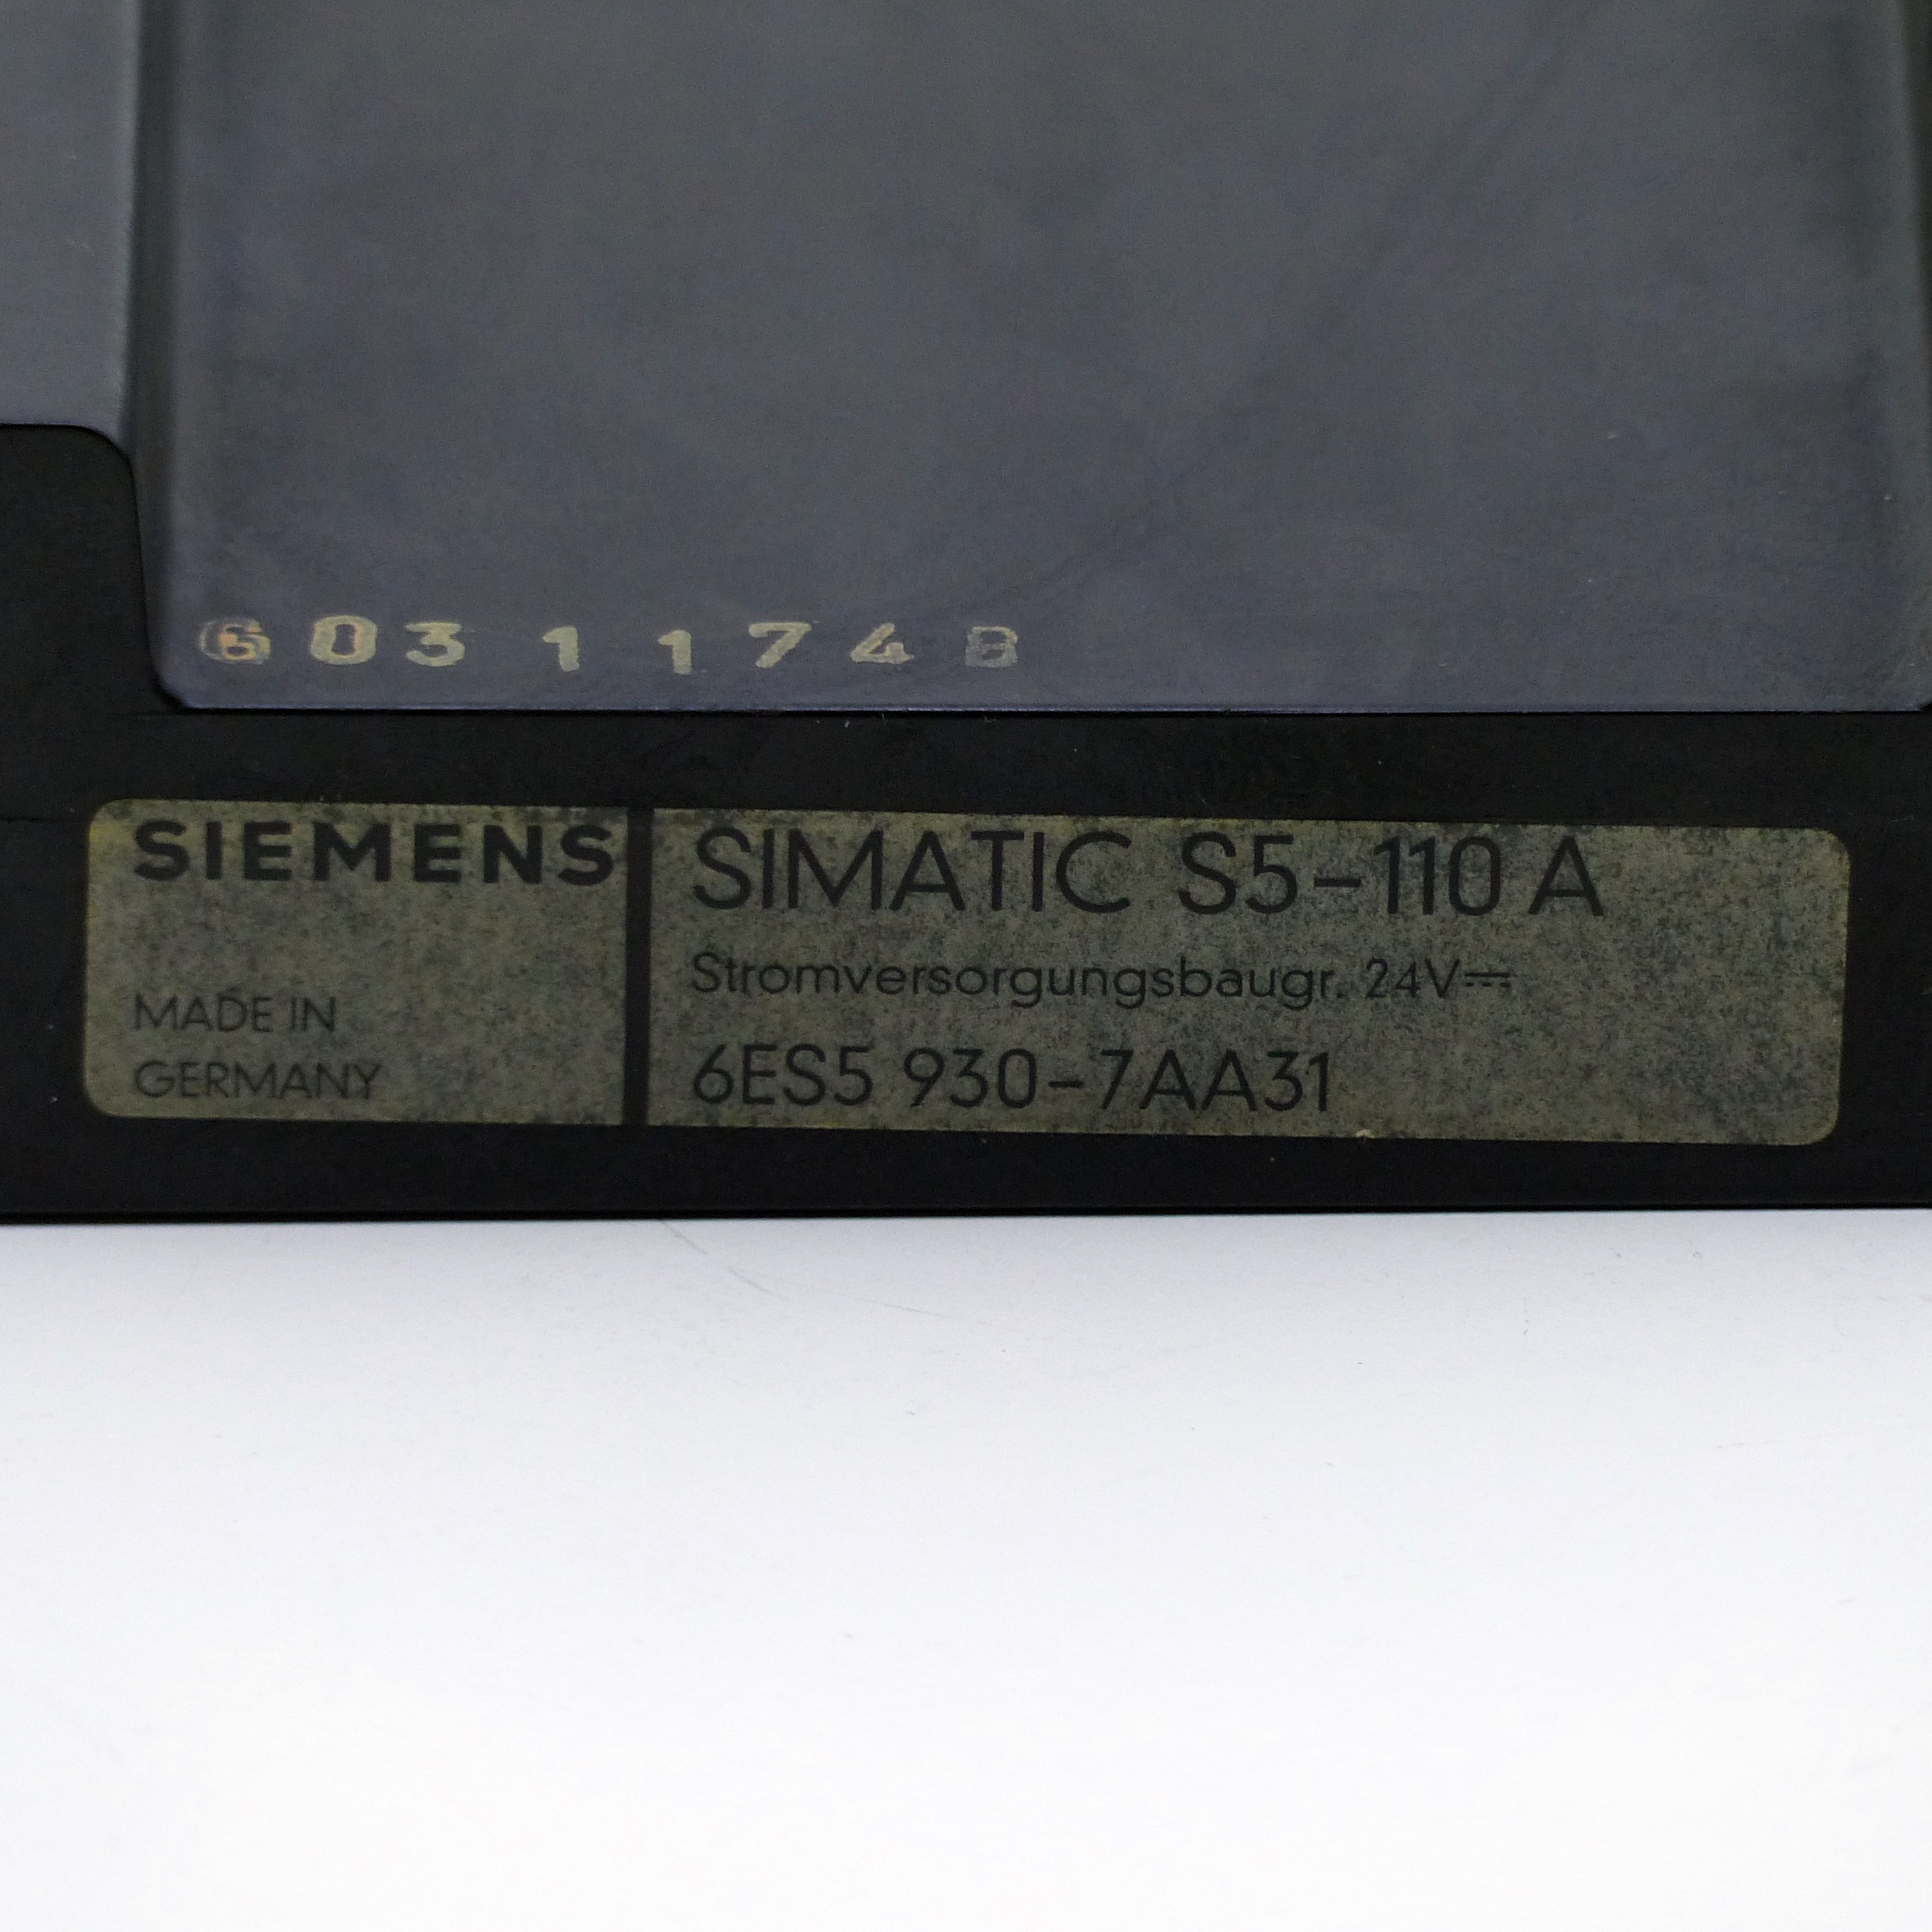 6031174B
SIEMENS
MADE IN
GERMANY
SIMATIC S5-110 A
Stromversorgungsbaugr. 24V⎓
6ES5 930-7AA31